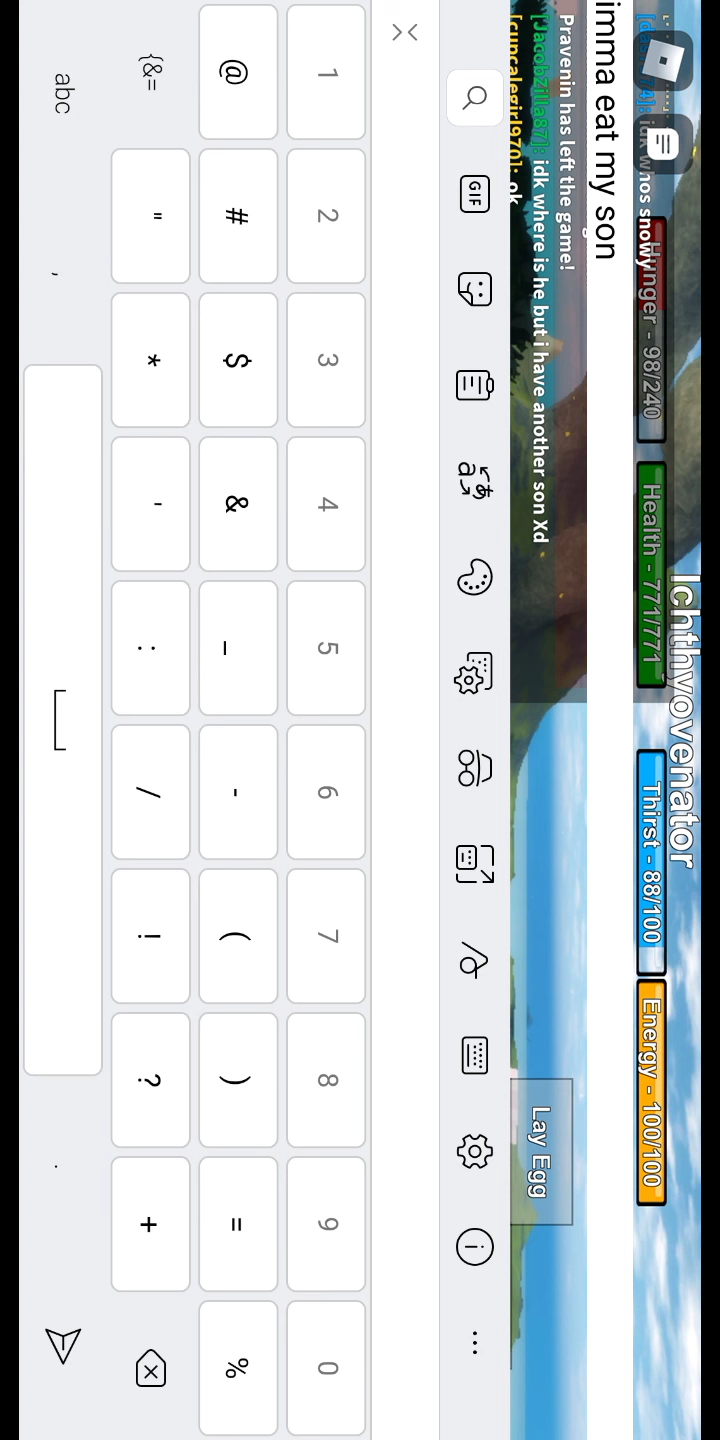 Ichthyovenator
Hunger - 98/240
Health - 771/771
Thirst - 88/100
Energy - 100/100
idk whos snowy
imma eat my son
Pravenin has left the game!
[JacobZilla87]: idk where is he but i have another son Xd
[cupcalegirl970]: ok
Lay Egg
GIF
1 2 3 4 5 6 7 8 9 0
@ # $ & _ - ( ) = %
{&= " * ' : / ! ? +
abc , .